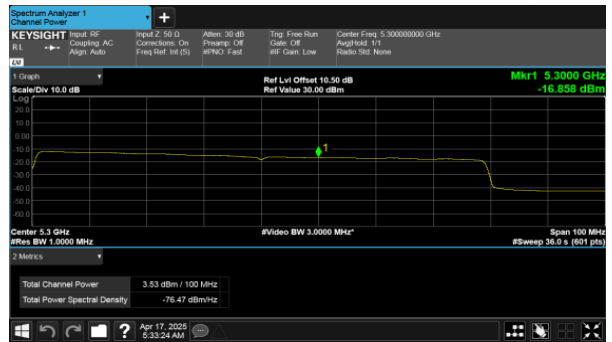 Spectrum Analyzer 1
Channel Power
+
KEYSIGHT Input: RF Input Z: 50 Ω Atten: 30 dB Trig: Free Run Center Freq: 5.300000000 GHz
RL Coupling: AC Corrections: On Preamp: Off Gate: Off Avg|Hold: 1/1
Align: Auto Freq Ref: Int (S) #PNO: Fast #IF Gain: Low Radio Std: None
LXI
1 Graph Ref Lvl Offset 10.50 dB Mkr1 5.3000 GHz
Scale/Div 10.0 dB Ref Value 30.00 dBm -16.858 dBm
Log
20.0
10.0
0.00
-10.0
-20.0
-30.0
-40.0
-50.0
-60.0
1
Center 5.3 GHz #Video BW 3.0000 MHz* Span 100 MHz
#Res BW 1.0000 MHz #Sweep 36.0 s (601 pts)
2 Metrics
Total Channel Power 3.53 dBm / 100 MHz
Total Power Spectral Density -76.47 dBm/Hz
? Apr 17, 2025
5:33:24 AM